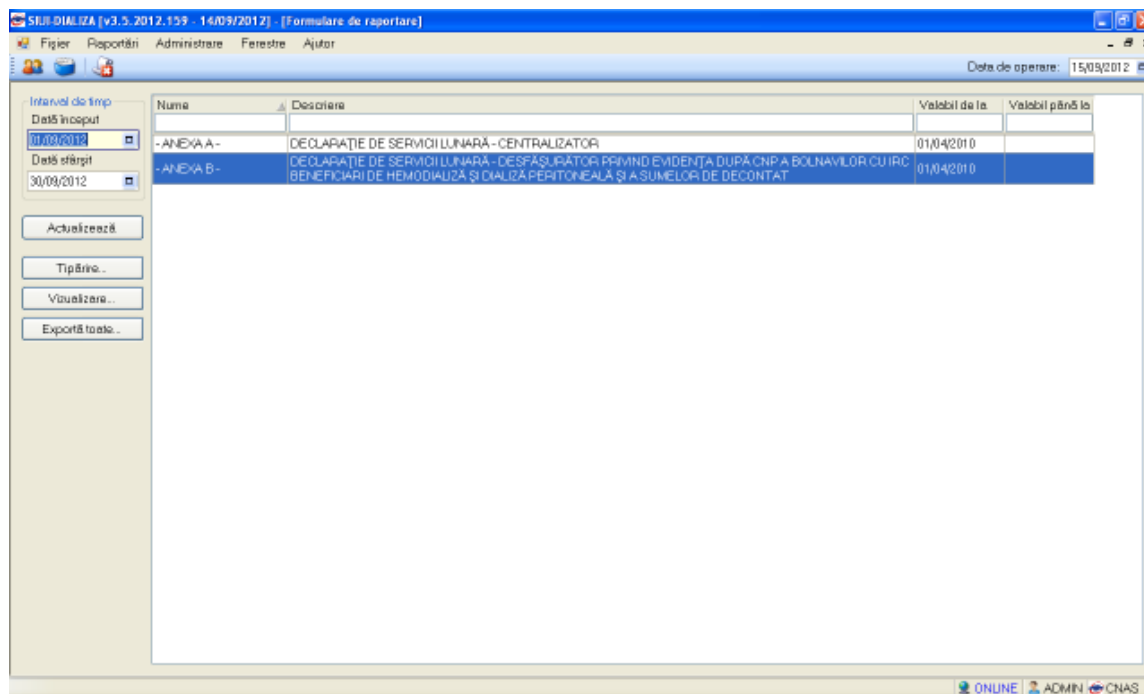 SIUI-DIALIZA [v3.5.2012.159 - 14/09/2012] - [Formulare de raportare]
Fişier Raportări Administrare Ferestre Ajutor
Data de operare: 15/09/2012
Interval de timp
Dată început
01/09/2012
Dată sfârşit
30/09/2012
Actualizează
Tipărire...
Vizualizare...
Exportă toate...
Nume Descriere Valabil de la Valabil până la
- ANEXA A - DECLARAŢIE DE SERVICII LUNARĂ - CENTRALIZATOR 01/04/2010
- ANEXA B - DECLARAŢIE DE SERVICII LUNARĂ - DESFĂŞURĂTOR PRIVIND EVIDENŢA DUPĂ CNP A BOLNAVILOR CU IRC
BENEFICIARI DE HEMODIALIZĂ ŞI DIALIZĂ PERITONEALĂ ŞI A SUMELOR DE DECONTAT 01/04/2010
ONLINE ADMIN CNAS